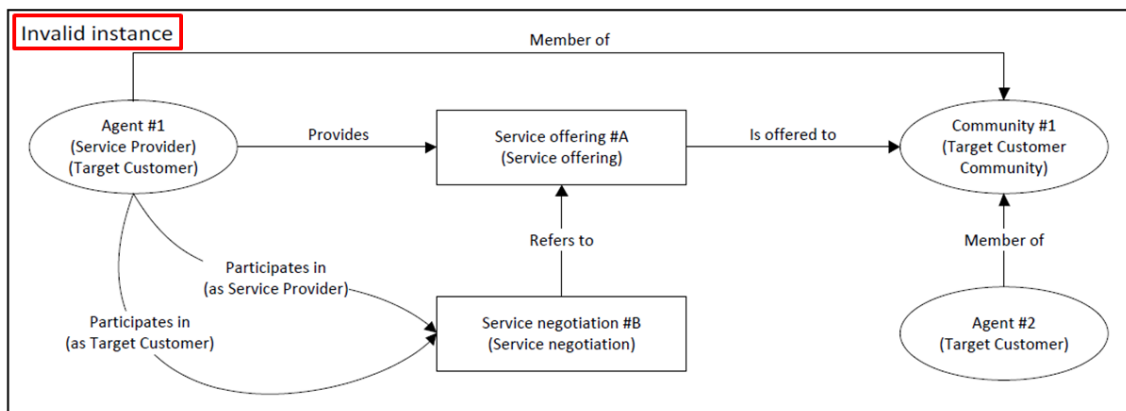 Invalid instance
Member of
Agent #1
(Service Provider)
(Target Customer)
Provides
Service offering #A
(Service offering)
Is offered to
Community #1
(Target Customer
Community)
Refers to
Member of
Participates in
(as Service Provider)
Participates in
(as Target Customer)
Service negotiation #B
(Service negotiation)
Agent #2
(Target Customer)